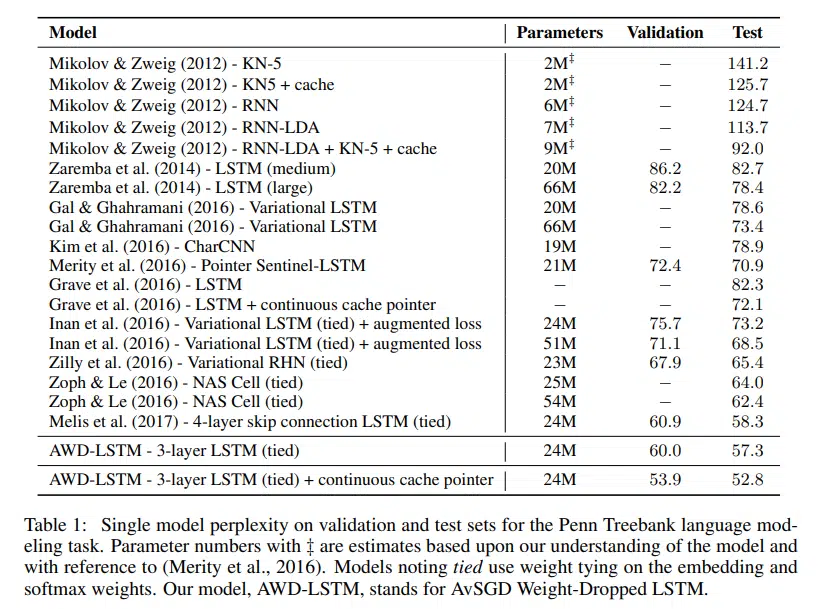 Model Parameters Validation Test
Mikolov & Zweig (2012) - KN-5 2M‡ − 141.2
Mikolov & Zweig (2012) - KN5 + cache 2M‡ − 125.7
Mikolov & Zweig (2012) - RNN 6M‡ − 124.7
Mikolov & Zweig (2012) - RNN-LDA 7M‡ − 113.7
Mikolov & Zweig (2012) - RNN-LDA + KN-5 + cache 9M‡ − 92.0
Zaremba et al. (2014) - LSTM (medium) 20M 86.2 82.7
Zaremba et al. (2014) - LSTM (large) 66M 82.2 78.4
Gal & Ghahramani (2016) - Variational LSTM 20M − 78.6
Gal & Ghahramani (2016) - Variational LSTM 66M − 73.4
Kim et al. (2016) - CharCNN 19M − 78.9
Merity et al. (2016) - Pointer Sentinel-LSTM 21M 72.4 70.9
Grave et al. (2016) - LSTM − − 82.3
Grave et al. (2016) - LSTM + continuous cache pointer − − 72.1
Inan et al. (2016) - Variational LSTM (tied) + augmented loss 24M 75.7 73.2
Inan et al. (2016) - Variational LSTM (tied) + augmented loss 51M 71.1 68.5
Zilly et al. (2016) - Variational RHN (tied) 23M 67.9 65.4
Zoph & Le (2016) - NAS Cell (tied) 25M − 64.0
Zoph & Le (2016) - NAS Cell (tied) 54M − 62.4
Melis et al. (2017) - 4-layer skip connection LSTM (tied) 24M 60.9 58.3
AWD-LSTM - 3-layer LSTM (tied) 24M 60.0 57.3
AWD-LSTM - 3-layer LSTM (tied) + continuous cache pointer 24M 53.9 52.8
Table 1: Single model perplexity on validation and test sets for the Penn Treebank language mod-
eling task. Parameter numbers with ‡ are estimates based upon our understanding of the model and
with reference to (Merity et al., 2016). Models noting tied use weight tying on the embedding and
softmax weights. Our model, AWD-LSTM, stands for AvSGD Weight-Dropped LSTM.